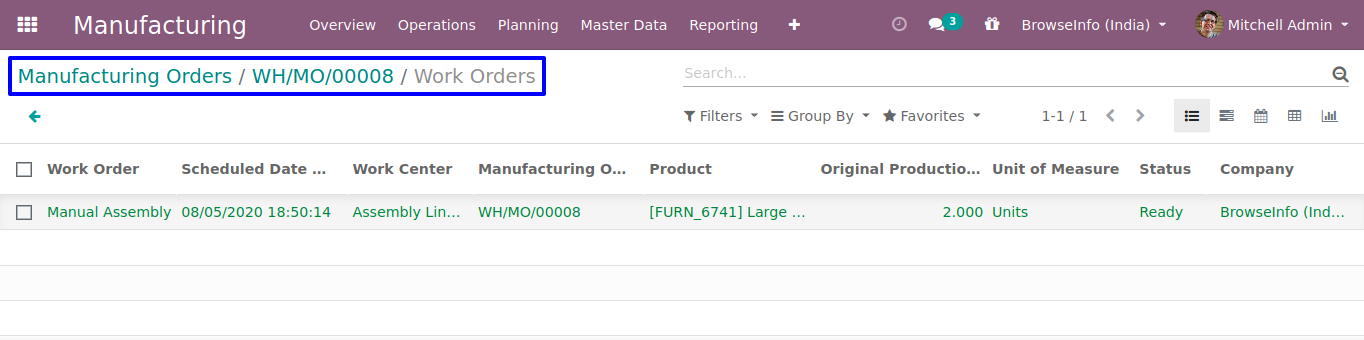 Manufacturing Overview Operations Planning Master Data Reporting 3 BrowseInfo (India) Mitchell Admin
Manufacturing Orders / WH/MO/00008 / Work Orders Search...
Filters Group By Favorites 1-1 / 1
Work Order Scheduled Date ... Work Center Manufacturing O... Product Original Productio... Unit of Measure Status Company
Manual Assembly 08/05/2020 18:50:14 Assembly Lin... WH/MO/00008 [FURN_6741] Large ... 2.000 Units Ready BrowseInfo (Ind...